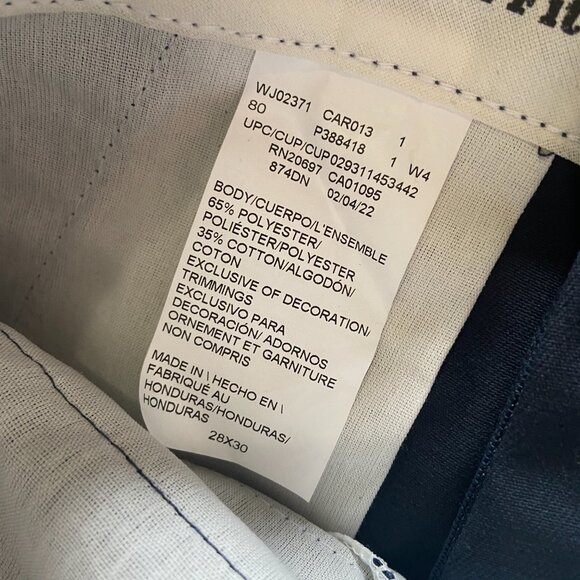 Fit
WJ02371 CAR013 1
80 P388418 1 W4
UPC/CUP/CUP029311453442
RN20697 CA01095
874DN 02/04/22
BODY/CUERPO/L'ENSEMBLE
65% POLYESTER/
POLIÉSTER/POLYESTER
35% COTTON/ALGODÓN/
COTON
EXCLUSIVE OF DECORATION/
TRIMMINGS
EXCLUSIVO PARA
DECORACIÓN/ ADORNOS
ORNEMENT ET GARNITURE
NON COMPRIS
MADE IN \ HECHO EN \
FABRIQUÉ AU
HONDURAS/HONDURAS/
HONDURAS
28X30